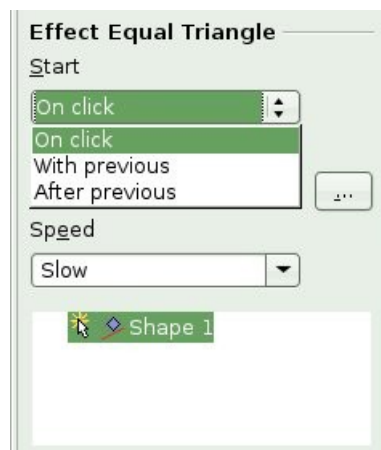 Effect Equal Triangle
Start
On click
On click
With previous
After previous
...
Speed
Slow
Shape 1